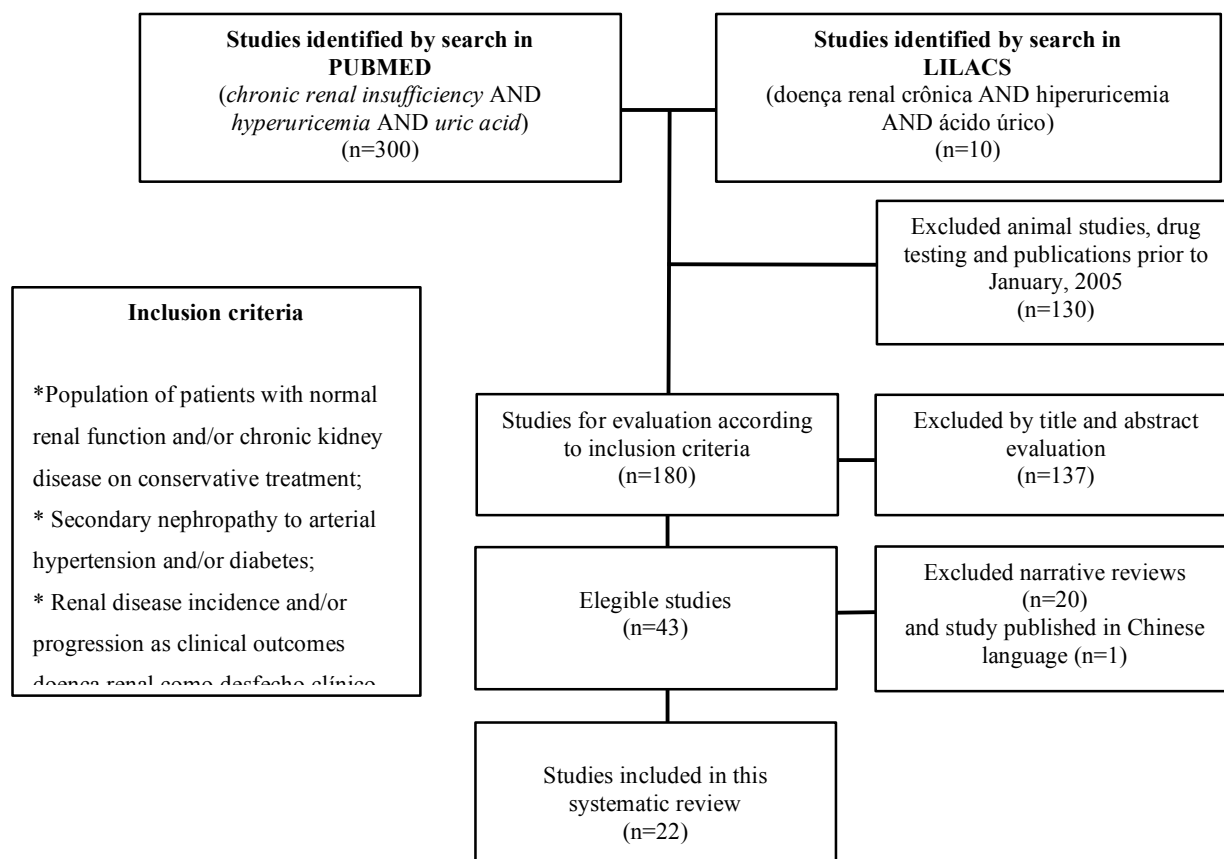 Studies identified by search in
PUBMED
(chronic renal insufficiency AND
hyperuricemia AND uric acid)
(n=300)
Studies identified by search in
LILACS
(doença renal crônica AND hiperuricemia
AND ácido úrico)
(n=10)
Excluded animal studies, drug
testing and publications prior to
January, 2005
(n=130)
Inclusion criteria
*Population of patients with normal
renal function and/or chronic kidney
disease on conservative treatment;
* Secondary nephropathy to arterial
hypertension and/or diabetes;
* Renal disease incidence and/or
progression as clinical outcomes
doença renal como desfecho clínico
Studies for evaluation according
to inclusion criteria
(n=180)
Excluded by title and abstract
evaluation
(n=137)
Elegible studies
(n=43)
Excluded narrative reviews
(n=20)
and study published in Chinese
language (n=1)
Studies included in this
systematic review
(n=22)